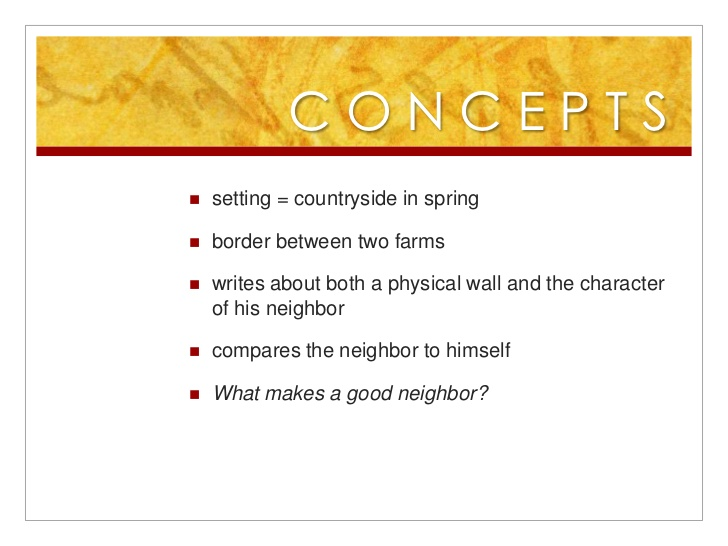 CONCEPTS
setting = countryside in spring
border between two farms
writes about both a physical wall and the character
of his neighbor
compares the neighbor to himself
What makes a good neighbor?